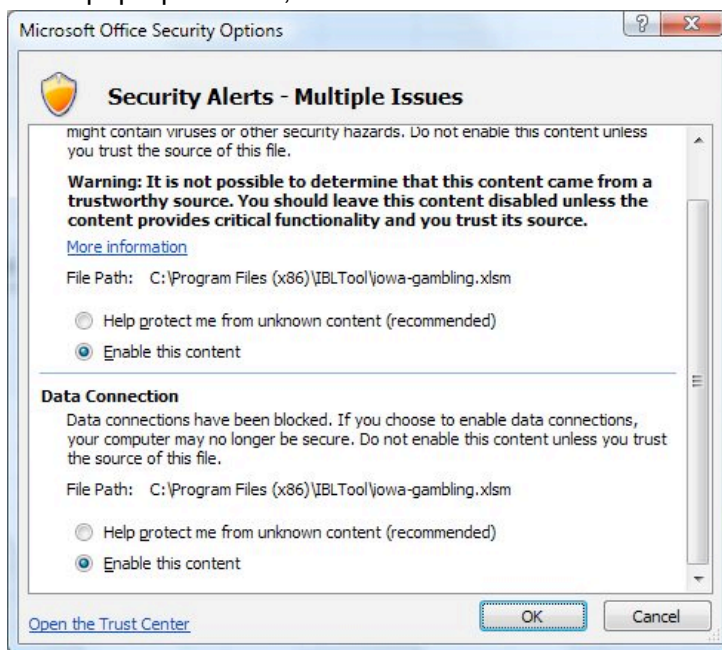 Microsoft Office Security Options
Security Alerts - Multiple Issues
might contain viruses or other security hazards. Do not enable this content unless
you trust the source of this file.
Warning: It is not possible to determine that this content came from a
trustworthy source. You should leave this content disabled unless the
content provides critical functionality and you trust its source.
More information
File Path: C:\Program Files (x86)\IBLTool\iowa-gambling.xlsm
Help protect me from unknown content (recommended)
Enable this content
Data Connection
Data connections have been blocked. If you choose to enable data connections,
your computer may no longer be secure. Do not enable this content unless you trust
the source of this file.
File Path: C:\Program Files (x86)\IBLTool\iowa-gambling.xlsm
Help protect me from unknown content (recommended)
Enable this content
Open the Trust Center
OK
Cancel